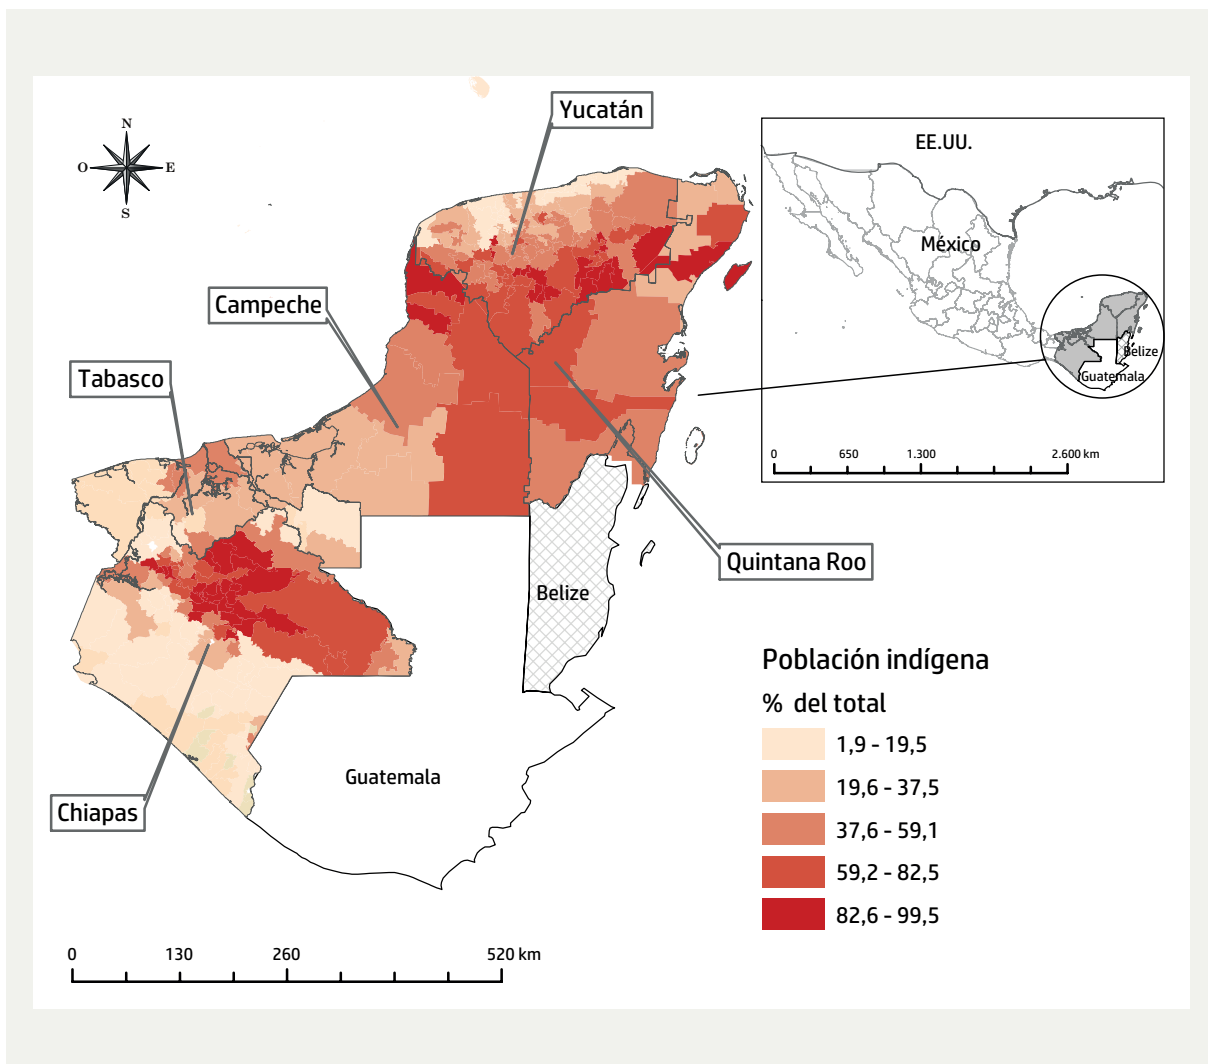 N
O
E
S
Yucatán
Campeche
Tabasco
Quintana Roo
Chiapas
Belize
Guatemala
EE.UU.
México
Belize
Guatemala
0 650 1.300 2.600 km
Población indígena
% del total
1,9 - 19,5
19,6 - 37,5
37,6 - 59,1
59,2 - 82,5
82,6 - 99,5
0 130 260 520 km